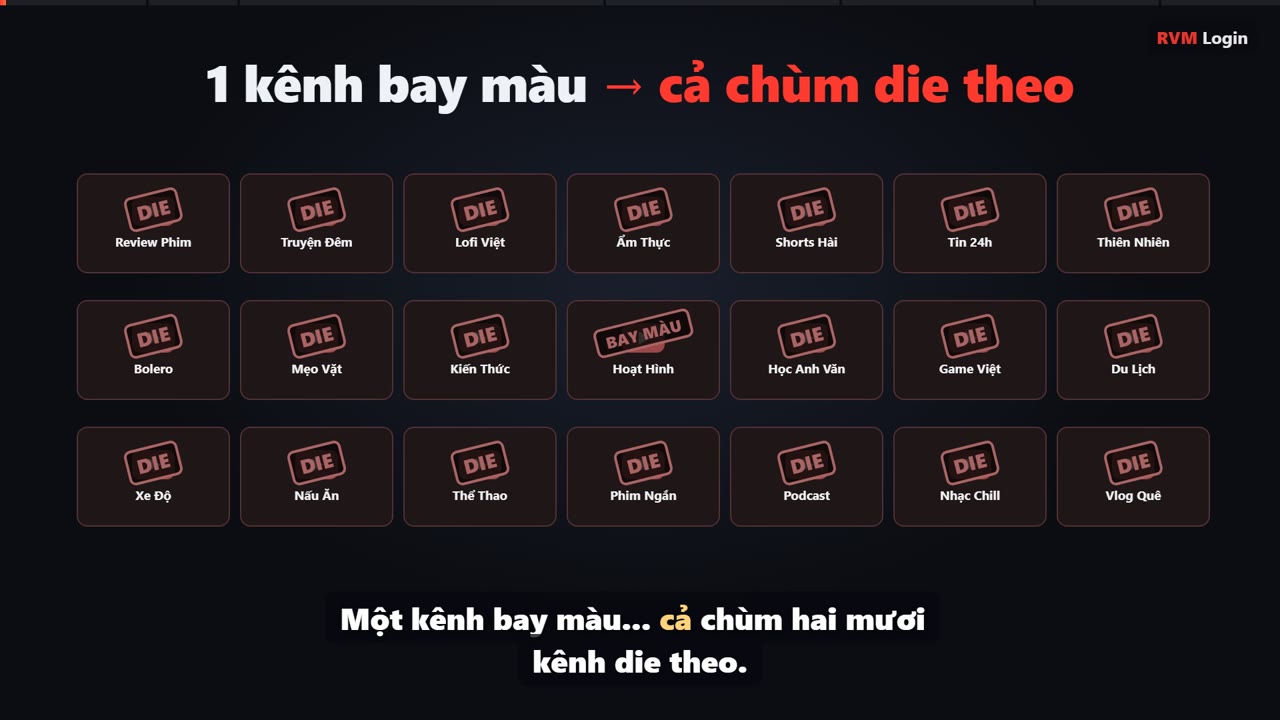 RVM Login
1 kênh bay màu → cả chùm die theo
DIE DIE DIE DIE DIE DIE DIE
Review Phim Truyện Đêm Lofi Việt Ẩm Thực Shorts Hài Tin 24h Thiên Nhiên
DIE DIE DIE BAY MÀU DIE DIE DIE
Bolero Mẹo Vặt Kiến Thức Hoạt Hình Học Anh Văn Game Việt Du Lịch
DIE DIE DIE DIE DIE DIE DIE
Xe Độ Nấu Ăn Thể Thao Phim Ngắn Podcast Nhạc Chill Vlog Quê
Một kênh bay màu... cả chùm hai mươi
kênh die theo.